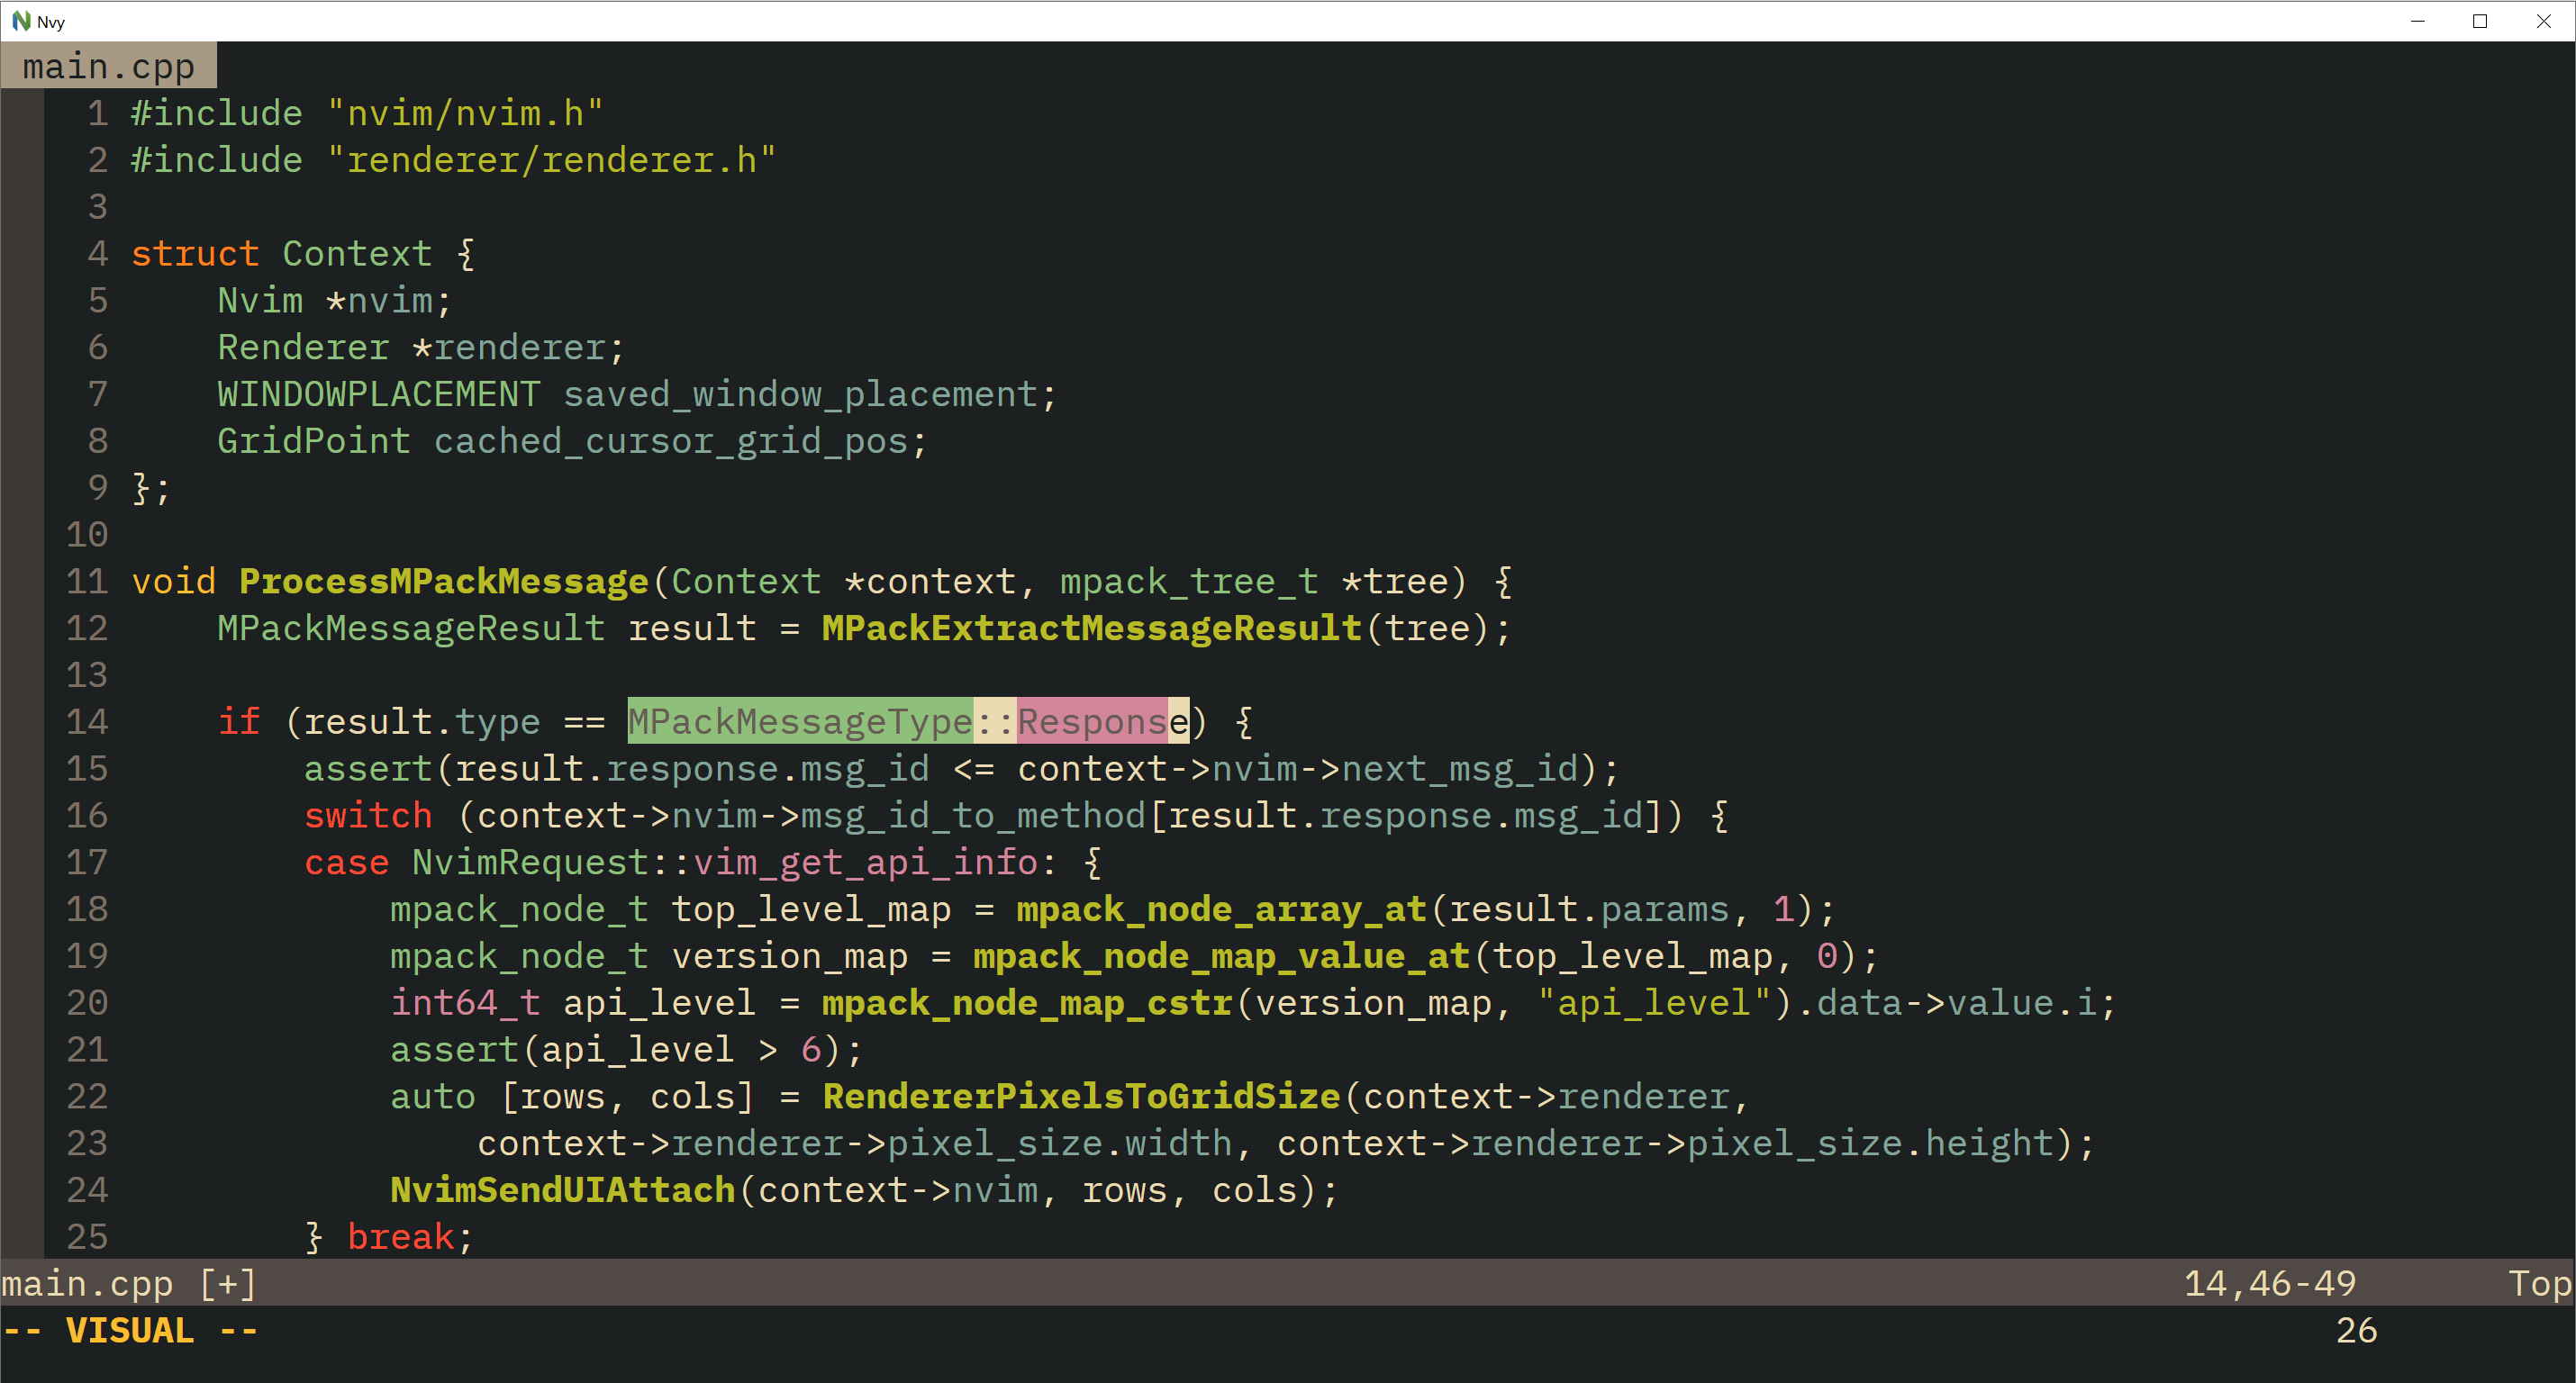 Nvy
main.cpp
1 #include "nvim/nvim.h"
2 #include "renderer/renderer.h"
3
4 struct Context {
5     Nvim *nvim;
6     Renderer *renderer;
7     WINDOWPLACEMENT saved_window_placement;
8     GridPoint cached_cursor_grid_pos;
9 };
10
11 void ProcessMPackMessage(Context *context, mpack_tree_t *tree) {
12     MPackMessageResult result = MPackExtractMessageResult(tree);
13
14     if (result.type == MPackMessageType::Response) {
15         assert(result.response.msg_id <= context->nvim->next_msg_id);
16         switch (context->nvim->msg_id_to_method[result.response.msg_id]) {
17         case NvimRequest::vim_get_api_info: {
18             mpack_node_t top_level_map = mpack_node_array_at(result.params, 1);
19             mpack_node_t version_map = mpack_node_map_value_at(top_level_map, 0);
20             int64_t api_level = mpack_node_map_cstr(version_map, "api_level").data->value.i;
21             assert(api_level > 6);
22             auto [rows, cols] = RendererPixelsToGridSize(context->renderer,
23                 context->renderer->pixel_size.width, context->renderer->pixel_size.height);
24             NvimSendUIAttach(context->nvim, rows, cols);
25         } break;
main.cpp [+] 14,46-49 Top
-- VISUAL -- 26